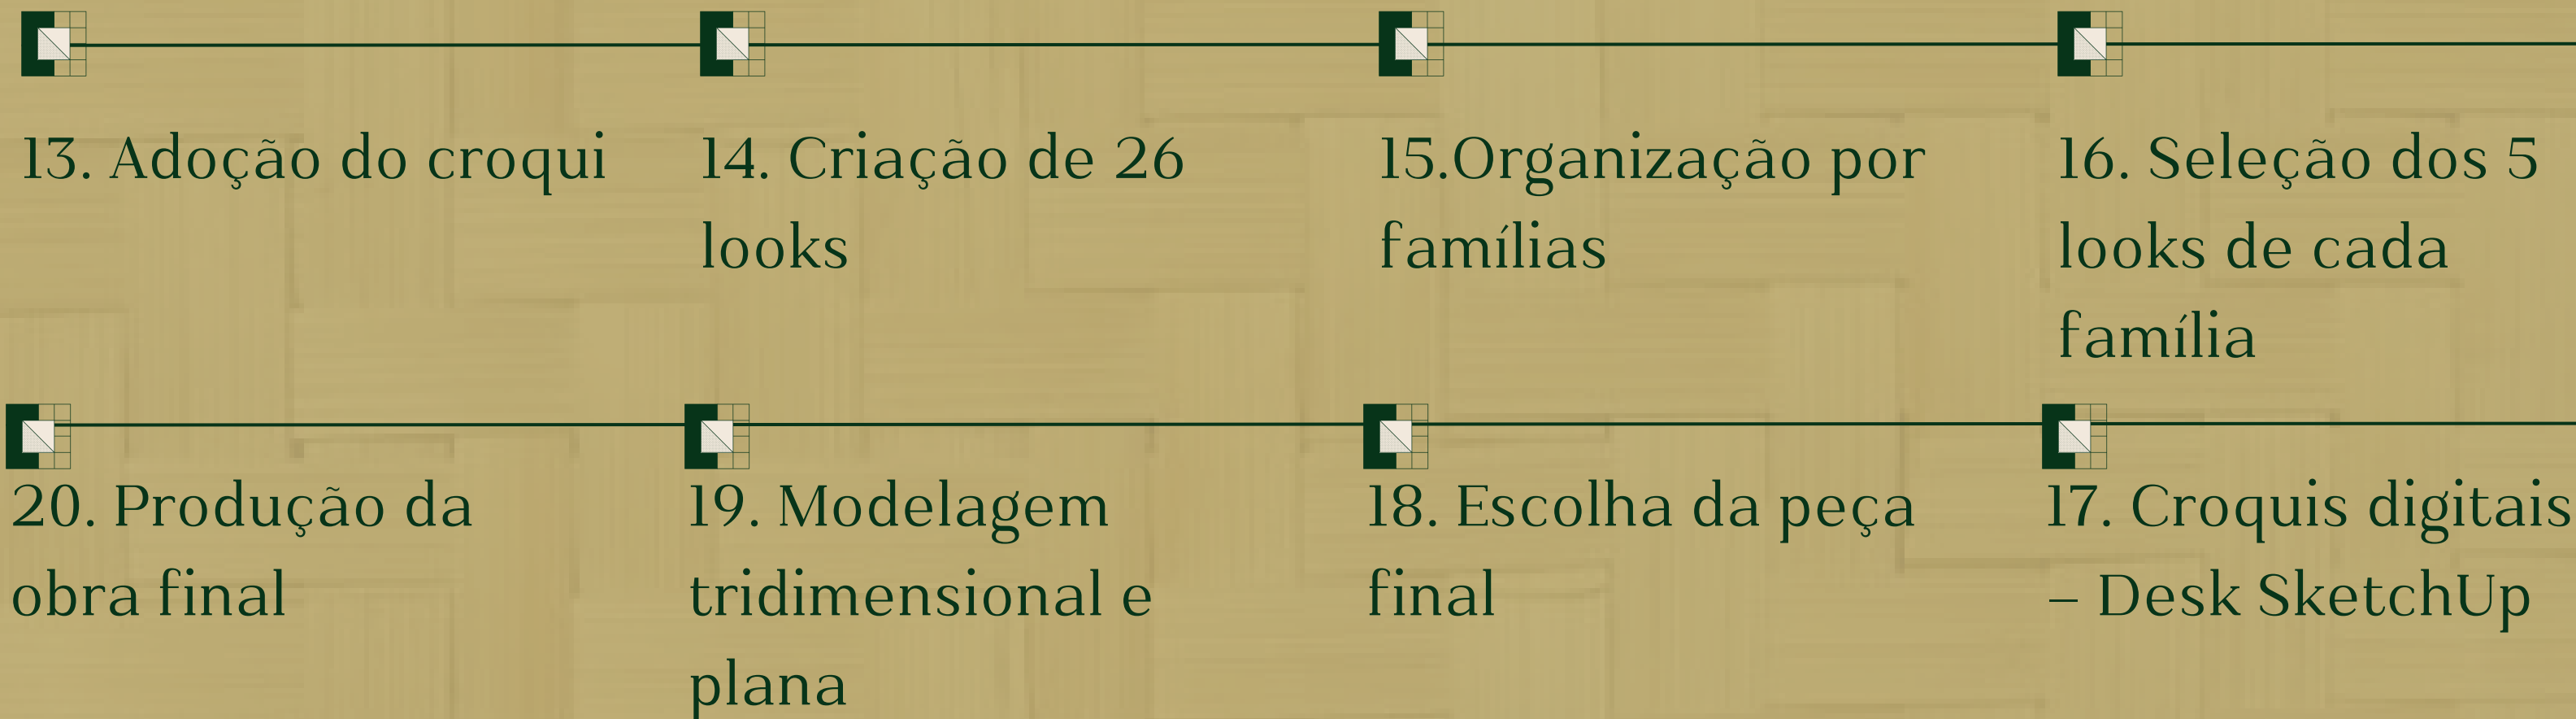 13. Adoção do croqui
14. Criação de 26
looks
15.Organização por
famílias
16. Seleção dos 5
looks de cada
família
20. Produção da
obra final
19. Modelagem
tridimensional e
plana
18. Escolha da peça
final
17. Croquis digitais
– Desk SketchUp